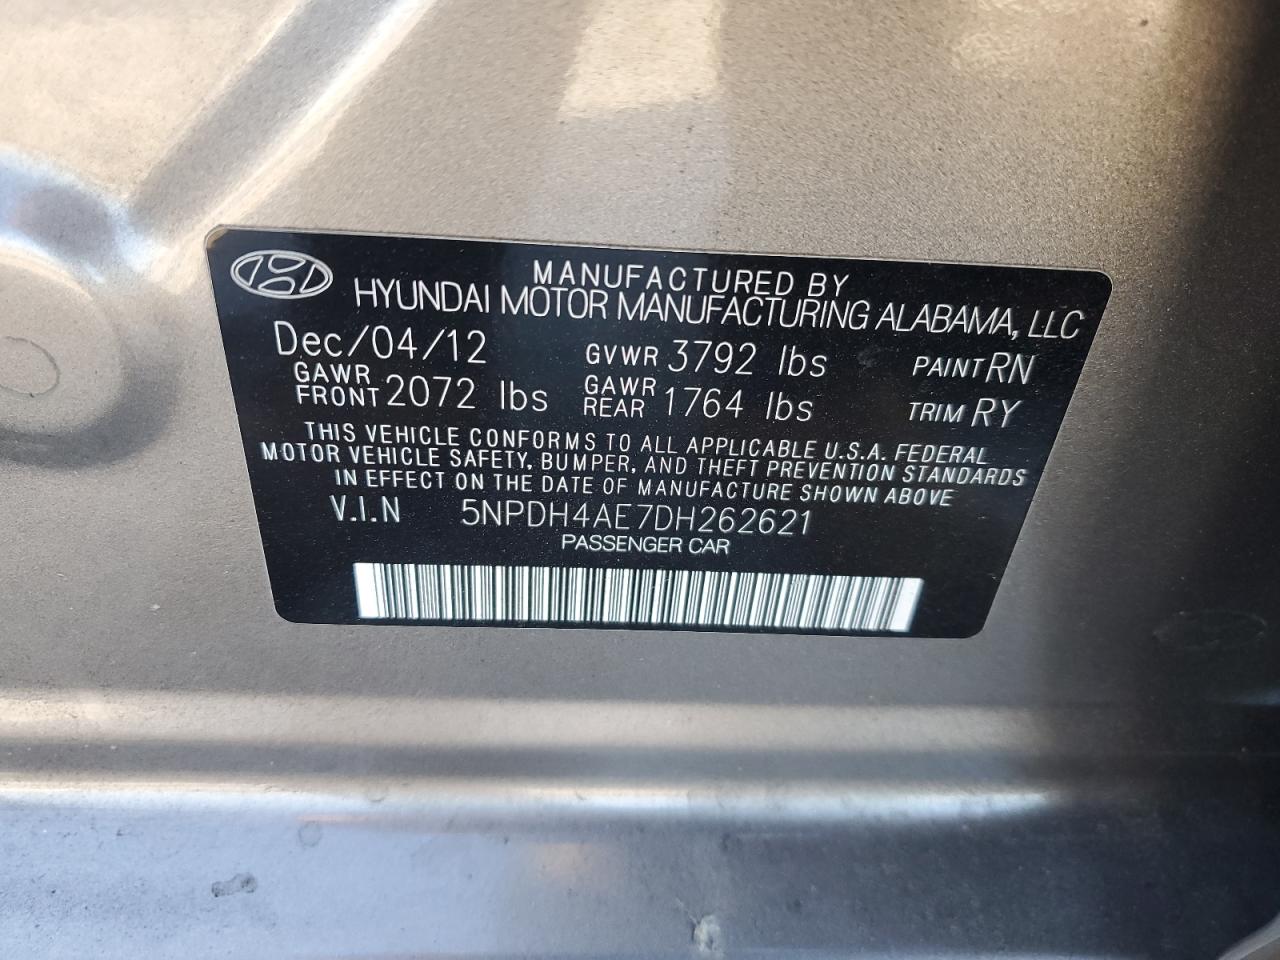 MANUFACTURED BY
HYUNDAI MOTOR MANUFACTURING ALABAMA, LLC
Dec/04/12 GVWR 3792 lbs PAINT RN
GAWR FRONT 2072 lbs GAWR REAR 1764 lbs TRIM RY
THIS VEHICLE CONFORMS TO ALL APPLICABLE U.S.A. FEDERAL
MOTOR VEHICLE SAFETY, BUMPER, AND THEFT PREVENTION STANDARDS
IN EFFECT ON THE DATE OF MANUFACTURE SHOWN ABOVE
V.I.N 5NPDH4AE7DH262621
PASSENGER CAR